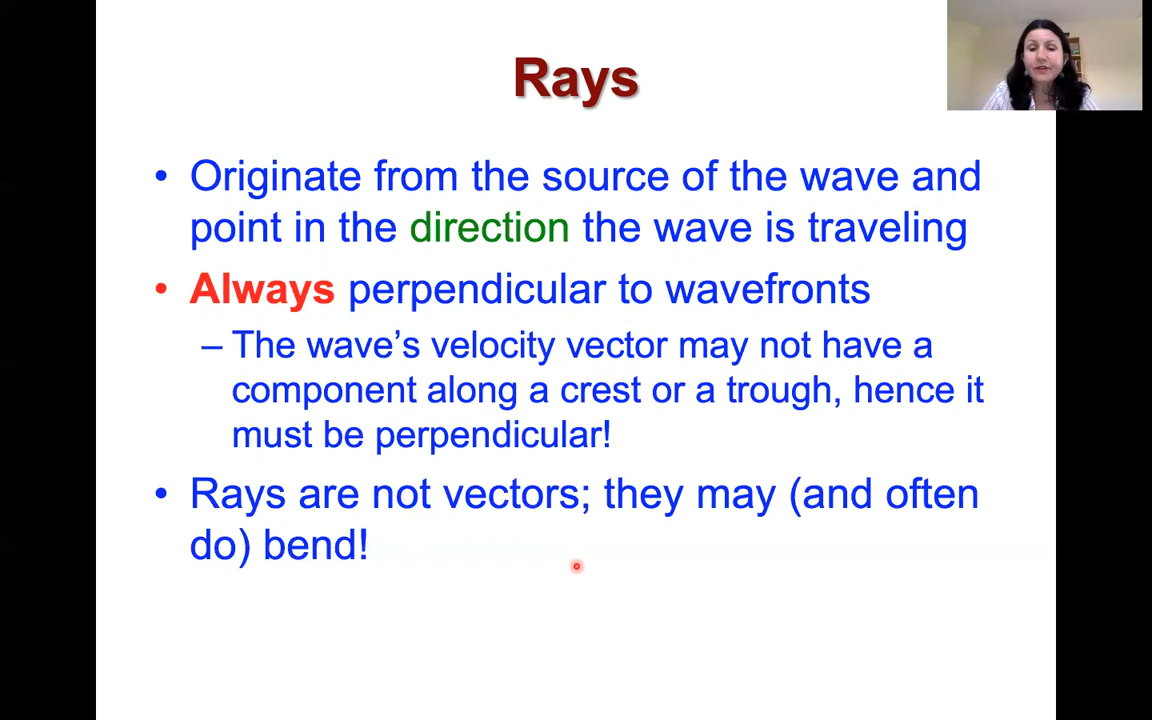 Rays
• Originate from the source of the wave and
point in the direction the wave is traveling
• Always perpendicular to wavefronts
– The wave’s velocity vector may not have a
component along a crest or a trough, hence it
must be perpendicular!
• Rays are not vectors; they may (and often
do) bend!